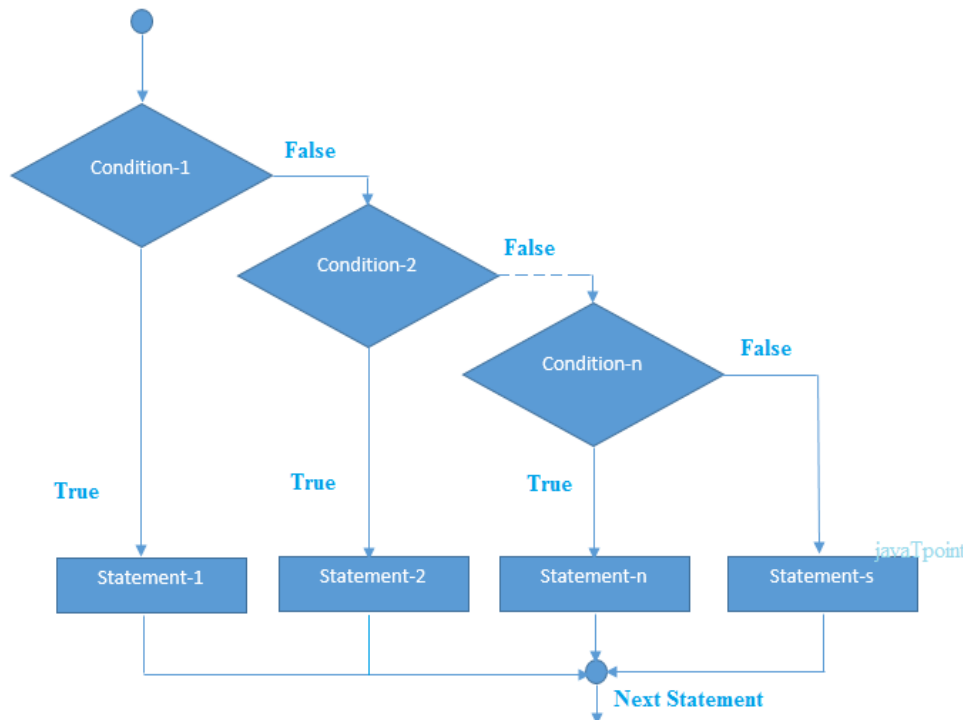 Condition-1
False
Condition-2
False
Condition-n
False
True
True
True
Statement-1
Statement-2
Statement-n
Statement-s
javaTpoint
Next Statement